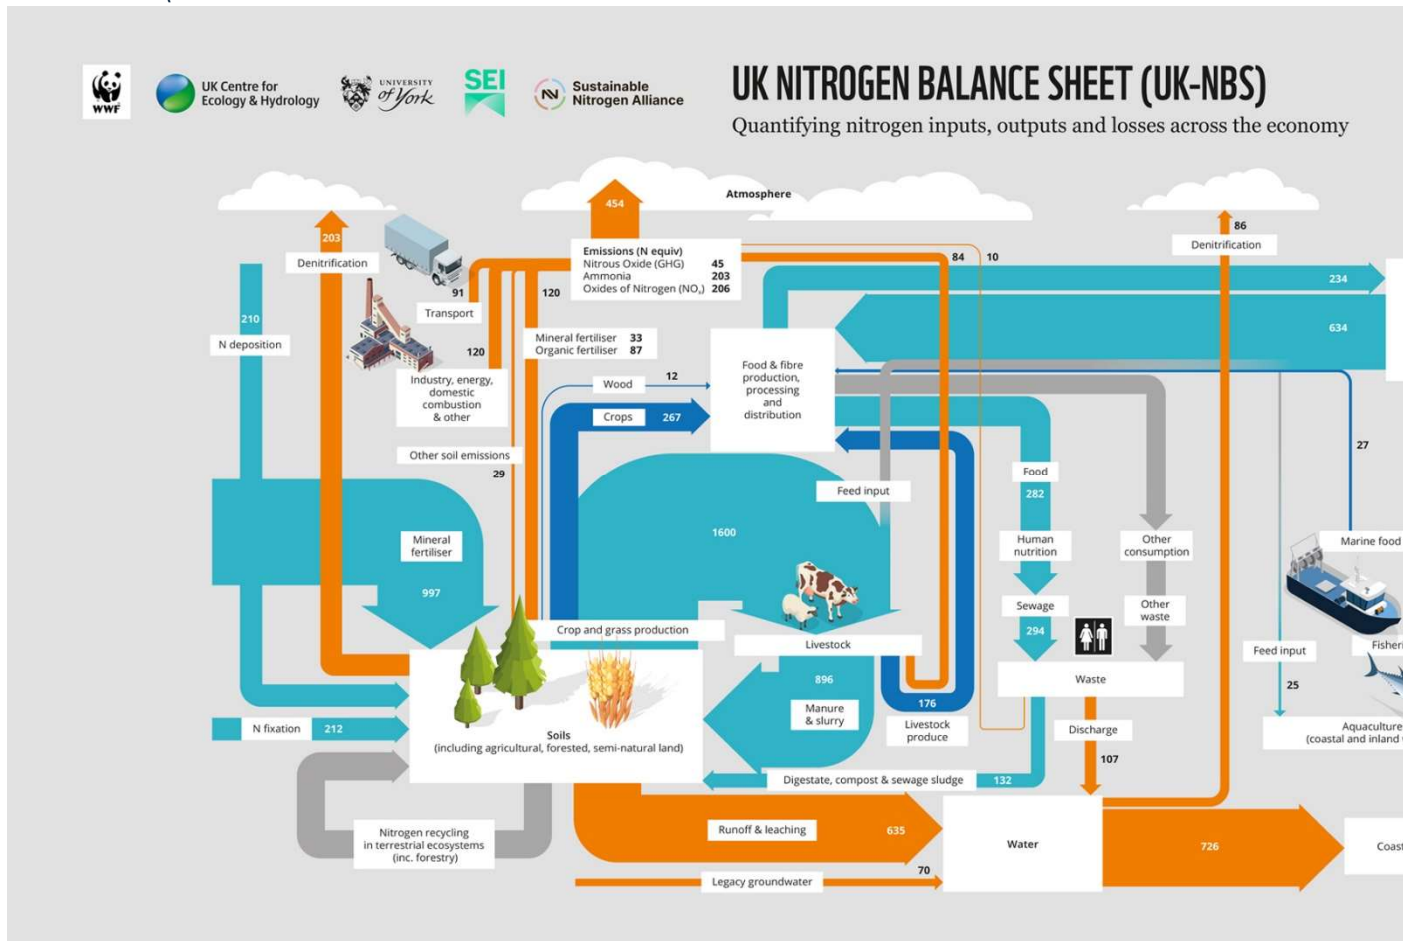 WWF
UK Centre for
Ecology & Hydrology
UNIVERSITY
of York
SEI
Sustainable
Nitrogen Alliance
UK NITROGEN BALANCE SHEET (UK-NBS)
Quantifying nitrogen inputs, outputs and losses across the economy
Atmosphere
454
203
Denitrification
Emissions (N equiv)
Nitrous Oxide (GHG) 45
Ammonia 203
Oxides of Nitrogen (NOx) 206
84
10
86
Denitrification
91
Transport
120
234
210
N deposition
634
Mineral fertiliser 33
Organic fertiliser 87
120
Industry, energy,
domestic
combustion
& other
Wood
12
Food & fibre
production,
processing
and
distribution
Crops 267
27
Other soil emissions
29
Food
282
Feed input
Mineral
fertiliser
997
1600
Human
nutrition
Other
consumption
Marine food
Sewage
294
Other
waste
Crop and grass production
Livestock
Fisheri
Feed input
25
896
Manure
& slurry
Waste
176
Livestock
produce
N fixation 212
Soils
(including agricultural, forested, semi-natural land)
Discharge
107
Aquaculture
(coastal and inland
Digestate, compost & sewage sludge 132
Nitrogen recycling
in terrestrial ecosystems
(inc. forestry)
Runoff & leaching 635
Water
726
Coast
Legacy groundwater
70